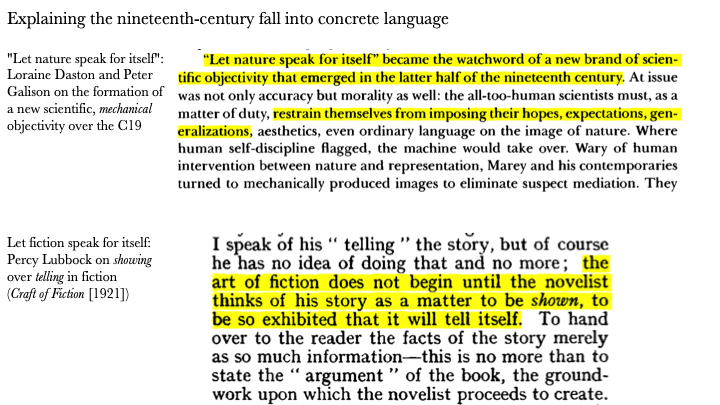 Explaining the nineteenth-century fall into concrete language
"Let nature speak for itself":
Loraine Daston and Peter
Galison on the formation of
a new scientific, mechanical
objectivity over the C19
“Let nature speak for itself” became the watchword of a new brand of scien-
tific objectivity that emerged in the latter half of the nineteenth century. At issue
was not only accuracy but morality as well: the all-too-human scientists must, as a
matter of duty, restrain themselves from imposing their hopes, expectations, gen-
eralizations, aesthetics, even ordinary language on the image of nature. Where
human self-discipline flagged, the machine would take over. Wary of human
intervention between nature and representation, Marey and his contemporaries
turned to mechanically produced images to eliminate suspect mediation. They
Let fiction speak for itself:
Percy Lubbock on showing
over telling in fiction
(Craft of Fiction [1921])
I speak of his “ telling ” the story, but of course
he has no idea of doing that and no more; the
art of fiction does not begin until the novelist
thinks of his story as a matter to be shown, to
be so exhibited that it will tell itself. To hand
over to the reader the facts of the story merely
as so much information—this is no more than to
state the “ argument ” of the book, the ground-
work upon which the novelist proceeds to create.